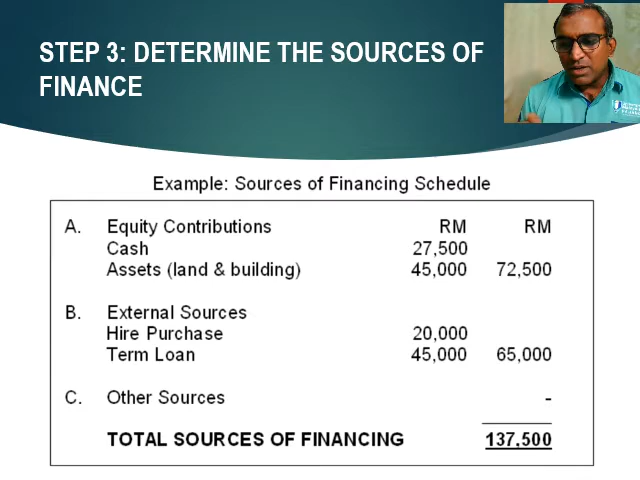 STEP 3: DETERMINE THE SOURCES OF
FINANCE
Example: Sources of Financing Schedule
A. Equity Contributions RM RM
Cash 27,500
Assets (land & building) 45,000 72,500
B. External Sources
Hire Purchase 20,000
Term Loan 45,000 65,000
C. Other Sources -
TOTAL SOURCES OF FINANCING 137,500